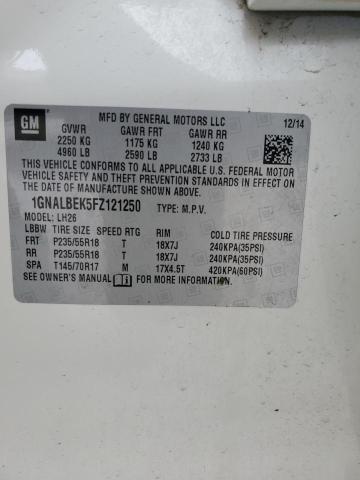 GM
MFD BY GENERAL MOTORS LLC 12/14
GVWR GAWR FRT GAWR RR
2250 KG 1175 KG 1240 KG
4960 LB 2590 LB 2733 LB
THIS VEHICLE CONFORMS TO ALL APPLICABLE U.S. FEDERAL MOTOR
VEHICLE SAFETY AND THEFT PREVENTION STANDARDS IN EFFECT ON
THE DATE OF MANUFACTURE SHOWN ABOVE.
1GNALBEK5FZ121250 TYPE: M.P.V.
MODEL: LH26
LBBW TIRE SIZE SPEED RTG RIM COLD TIRE PRESSURE
FRT P235/55R18 T 18X7J 240KPA(35PSI)
RR P235/55R18 T 18X7J 240KPA(35PSI)
SPA T145/70R17 M 17X4.5T 420KPA(60PSI)
SEE OWNER'S MANUAL FOR MORE INFORMATION.